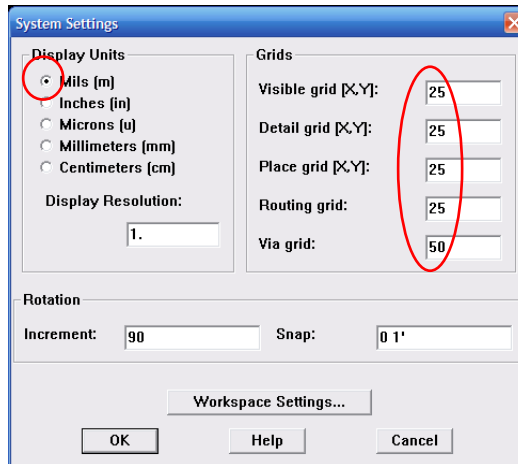 System Settings
Display Units
Mils (m)
Inches (in)
Microns (u)
Millimeters (mm)
Centimeters (cm)
Display Resolution:
1.
Grids
Visible grid [X,Y]: 25
Detail grid [X,Y]: 25
Place grid [X,Y]: 25
Routing grid: 25
Via grid: 50
Rotation
Increment: 90 Snap: 0 1'
Workspace Settings...
OK Help Cancel